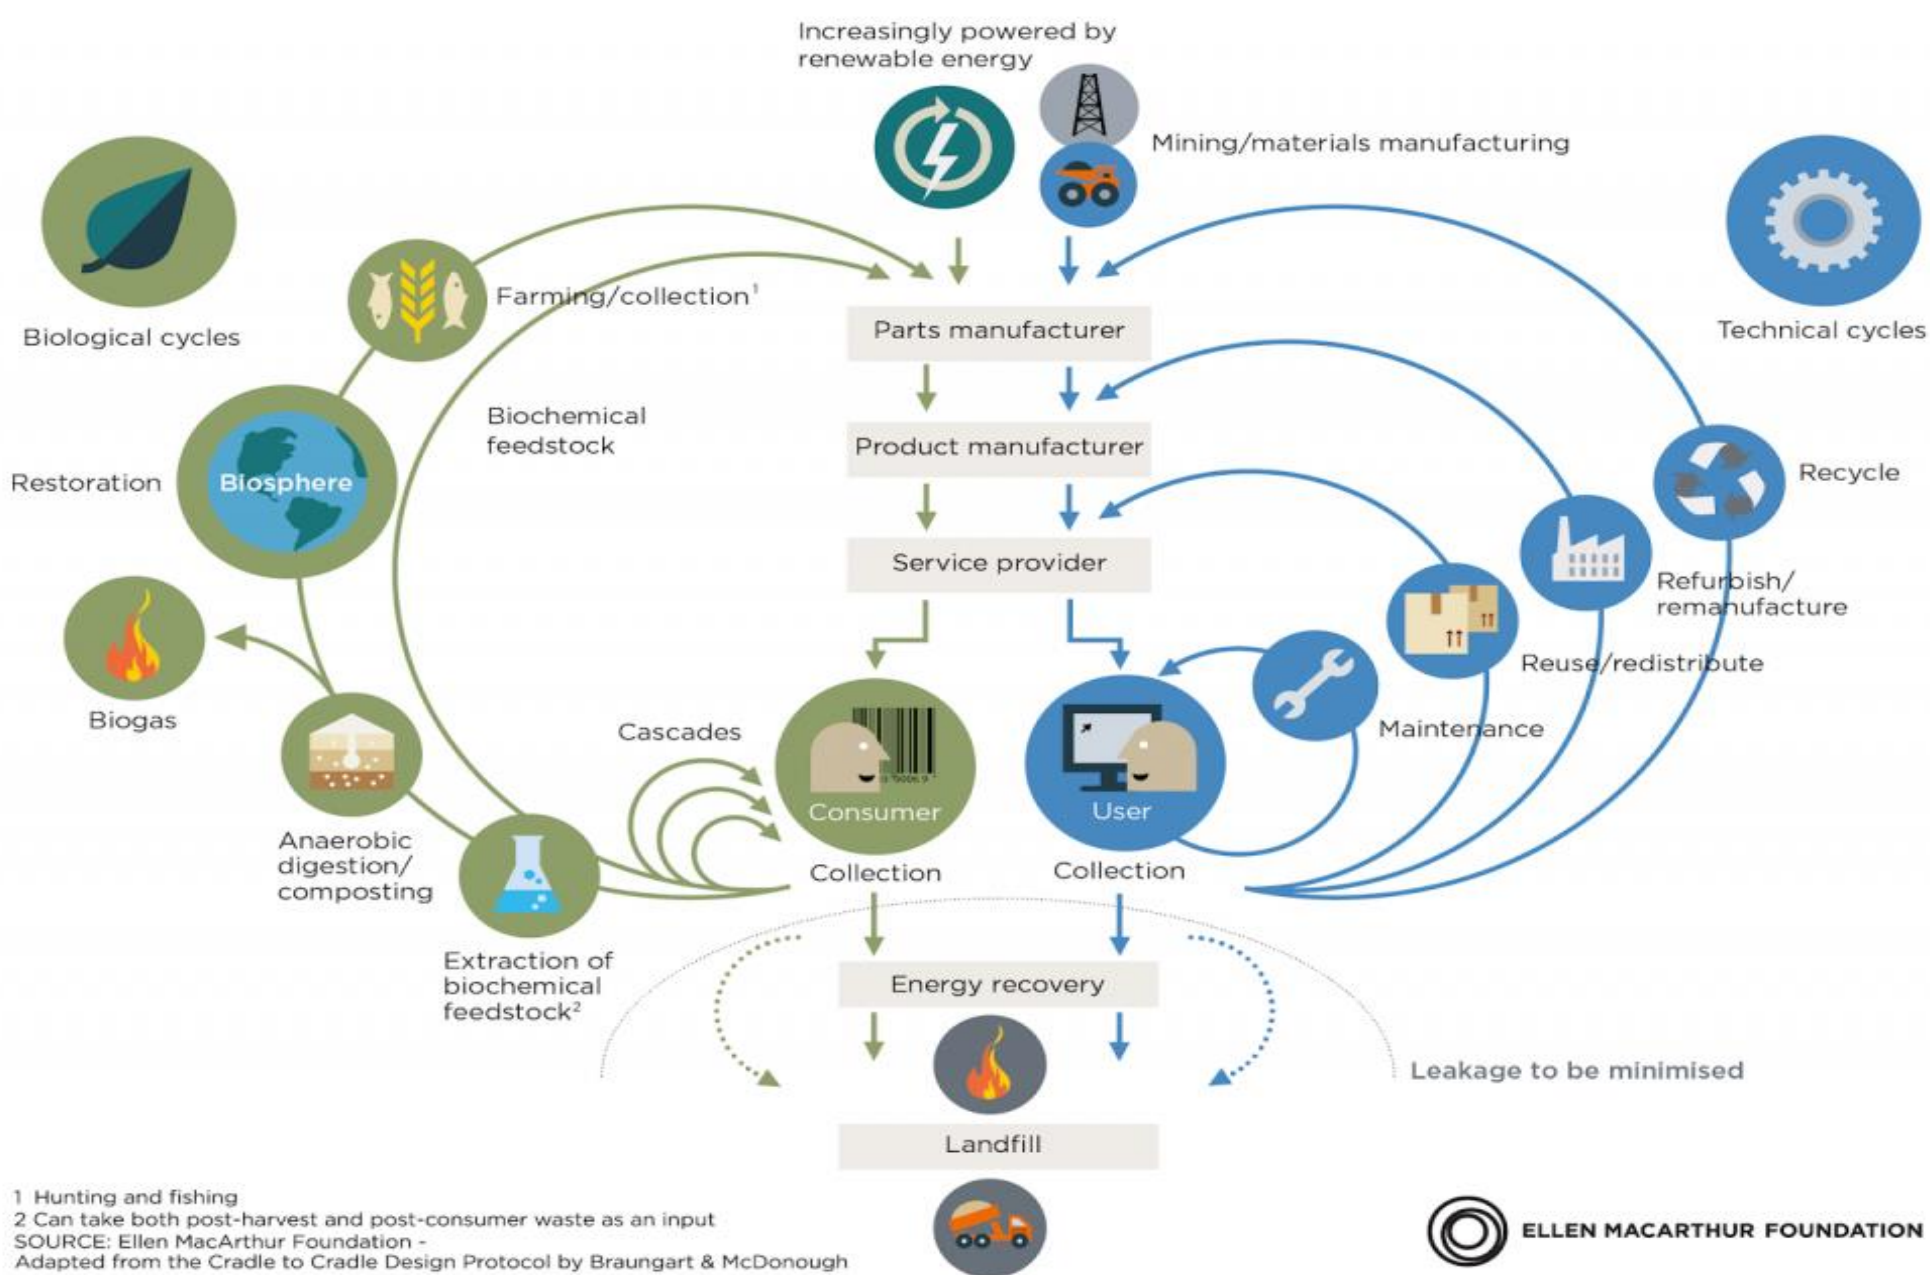 Increasingly powered by
renewable energy
Mining/materials manufacturing
Biological cycles
Technical cycles
Farming/collection¹
Parts manufacturer
Biochemical
feedstock
Product manufacturer
Restoration
Biosphere
Recycle
Service provider
Refurbish/
remanufacture
Reuse/redistribute
Biogas
Cascades
Maintenance
Consumer
User
Anaerobic
digestion/
composting
Collection
Collection
Extraction of
biochemical
feedstock²
Energy recovery
Leakage to be minimised
Landfill
1 Hunting and fishing
2 Can take both post-harvest and post-consumer waste as an input
SOURCE: Ellen MacArthur Foundation -
Adapted from the Cradle to Cradle Design Protocol by Braungart & McDonough
ELLEN MACARTHUR FOUNDATION